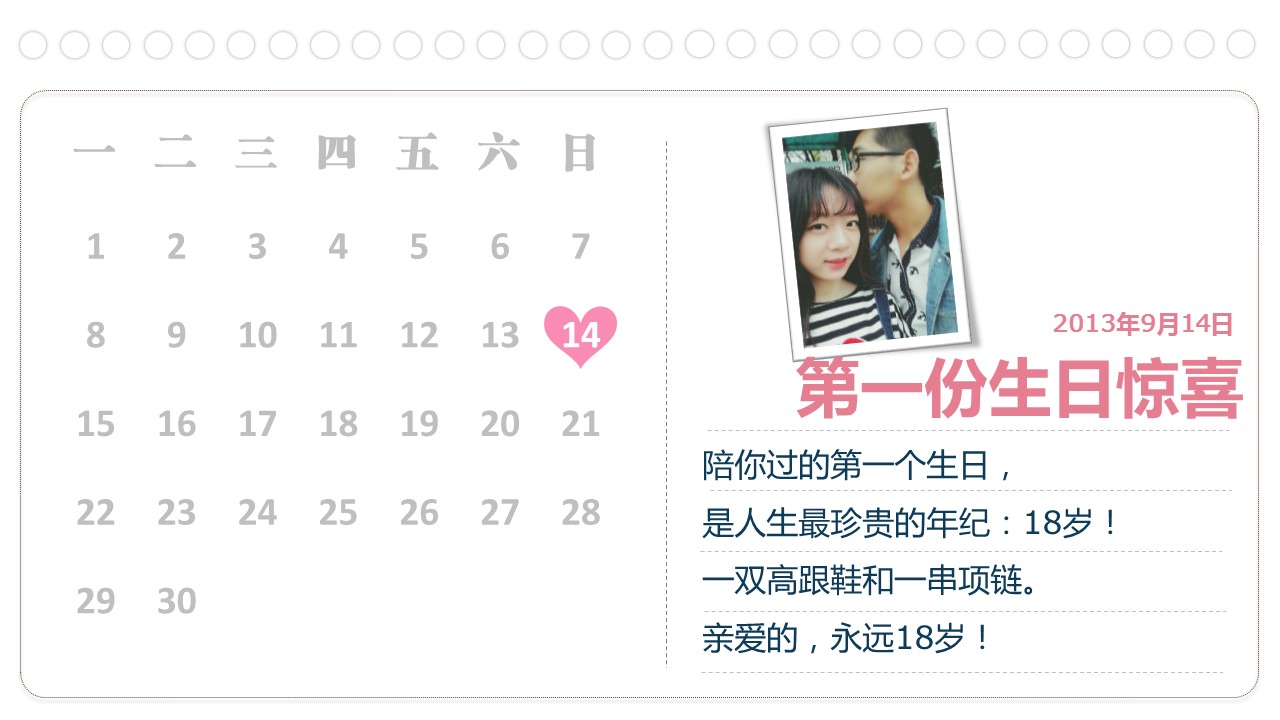 一 二 三 四 五 六 日
1 2 3 4 5 6 7
8 9 10 11 12 13 14
15 16 17 18 19 20 21
22 23 24 25 26 27 28
29 30
2013年9月14日
第一份生日惊喜
陪你过的第一个生日，
是人生最珍贵的年纪：18岁！
一双高跟鞋和一串项链。
亲爱的，永远18岁！